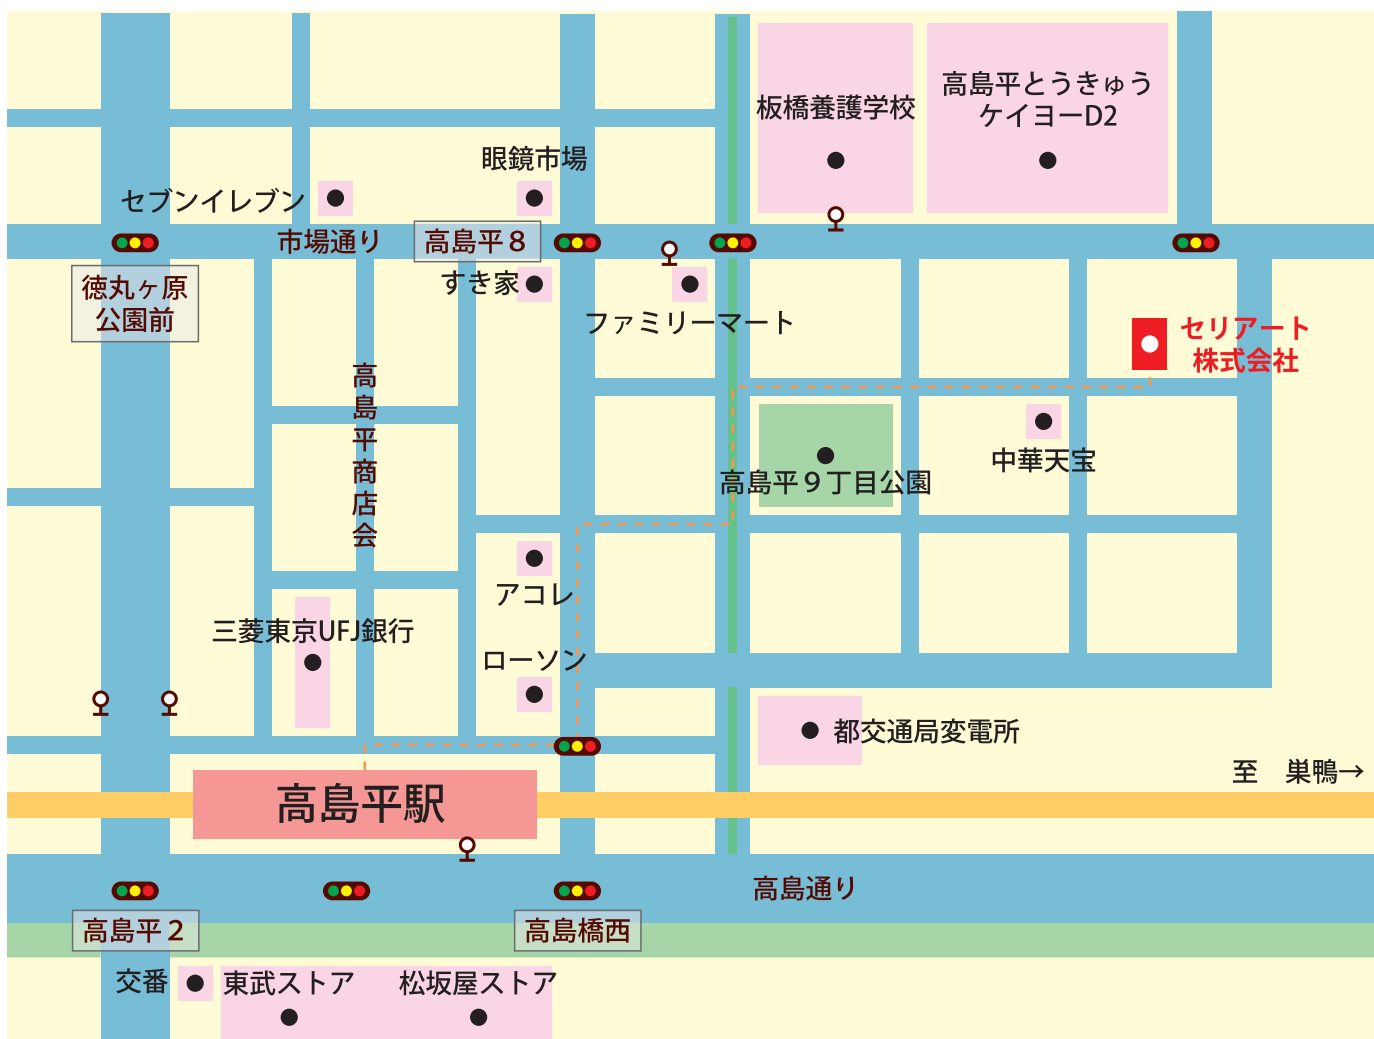 高島平とうきゅう
ケイヨーD2
板橋養護学校
眼鏡市場
セブンイレブン
市場通り
高島平８
徳丸ヶ原
公園前
すき家
ファミリーマート
セリアート
株式会社
高島平商店会
中華天宝
高島平９丁目公園
アコレ
三菱東京UFJ銀行
ローソン
都交通局変電所
至　巣鴨→
高島平駅
高島通り
高島平２
高島橋西
交番
東武ストア
松坂屋ストア